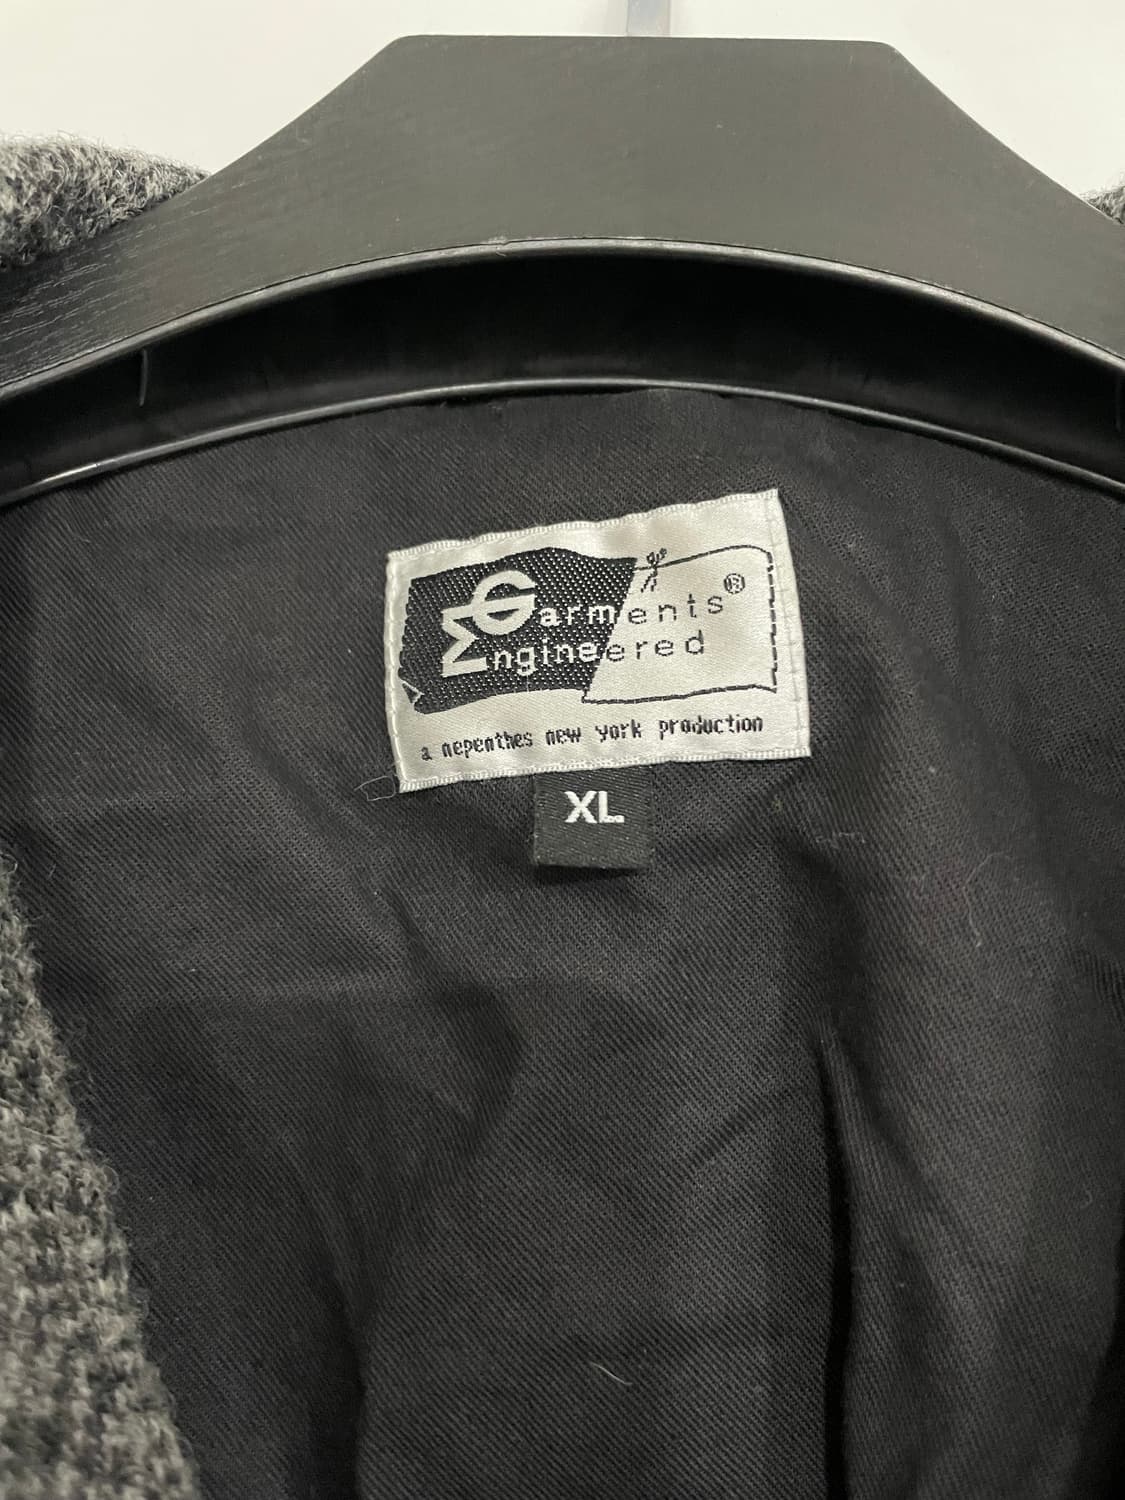 Garments®
Engineered
a nepenthes new york production
XL